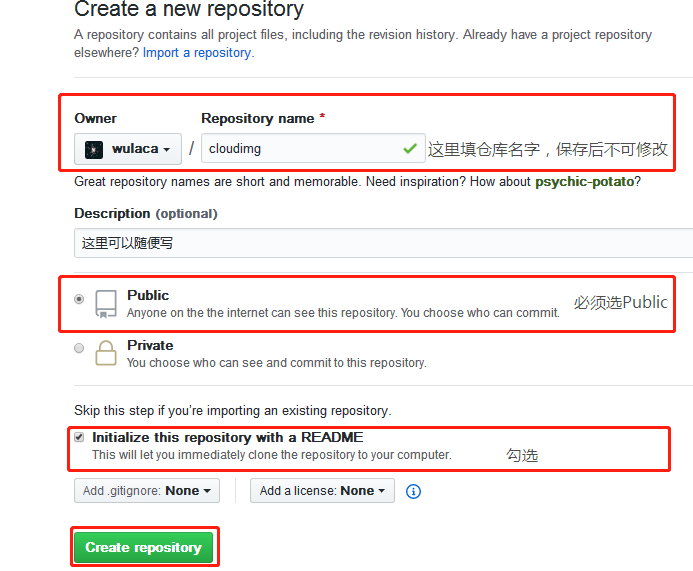 Create a new repository
A repository contains all project files, including the revision history. Already have a project repository
elsewhere? Import a repository.
Owner
Repository name *
wulaca / cloudimg 这里填仓库名字，保存后不可修改
Great repository names are short and memorable. Need inspiration? How about psychic-potato?
Description (optional)
这里可以随便写
Public
Anyone on the the internet can see this repository. You choose who can commit.
必须选Public
Private
You choose who can see and commit to this repository.
Skip this step if you're importing an existing repository.
Initialize this repository with a README
This will let you immediately clone the repository to your computer.
勾选
Add .gitignore: None
Add a license: None
Create repository